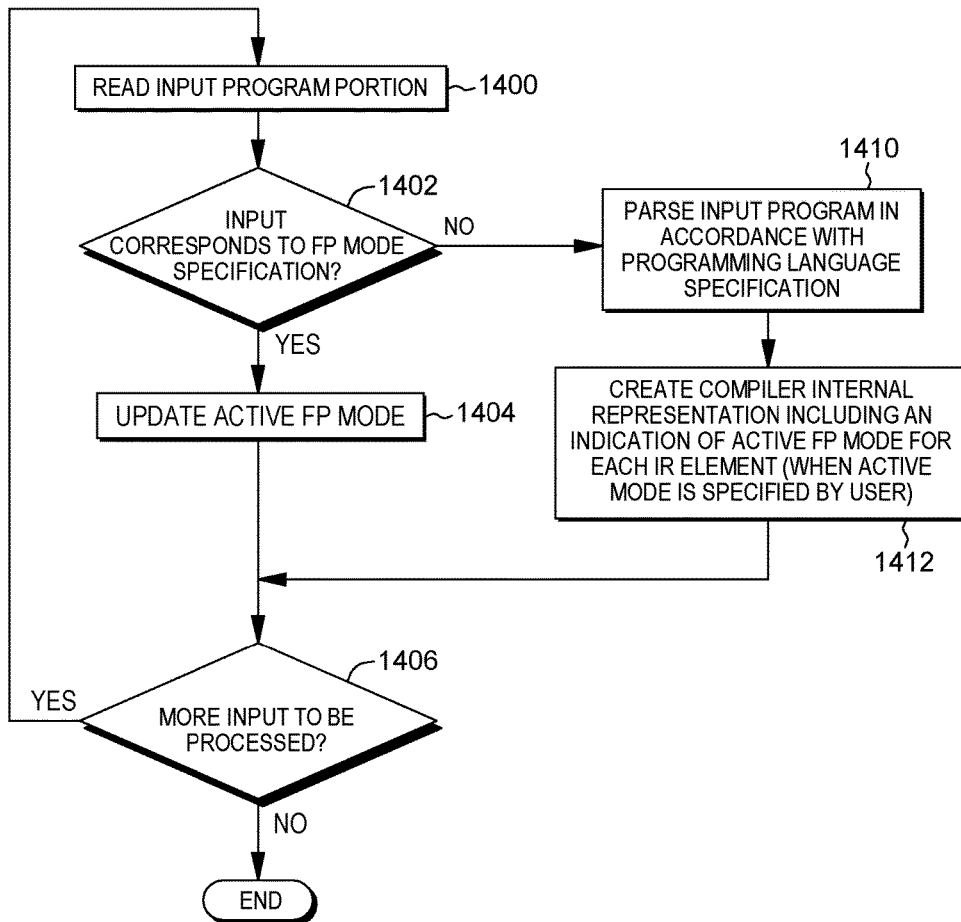 READ INPUT PROGRAM PORTION
1400
1402
INPUT
CORRESPONDS TO FP MODE
SPECIFICATION?
NO
YES
1410
PARSE INPUT PROGRAM IN
ACCORDANCE WITH
PROGRAMMING LANGUAGE
SPECIFICATION
UPDATE ACTIVE FP MODE
1404
CREATE COMPILER INTERNAL
REPRESENTATION INCLUDING AN
INDICATION OF ACTIVE FP MODE FOR
EACH IR ELEMENT (WHEN ACTIVE
MODE IS SPECIFIED BY USER)
1412
1406
YES
MORE INPUT TO BE
PROCESSED?
NO
END